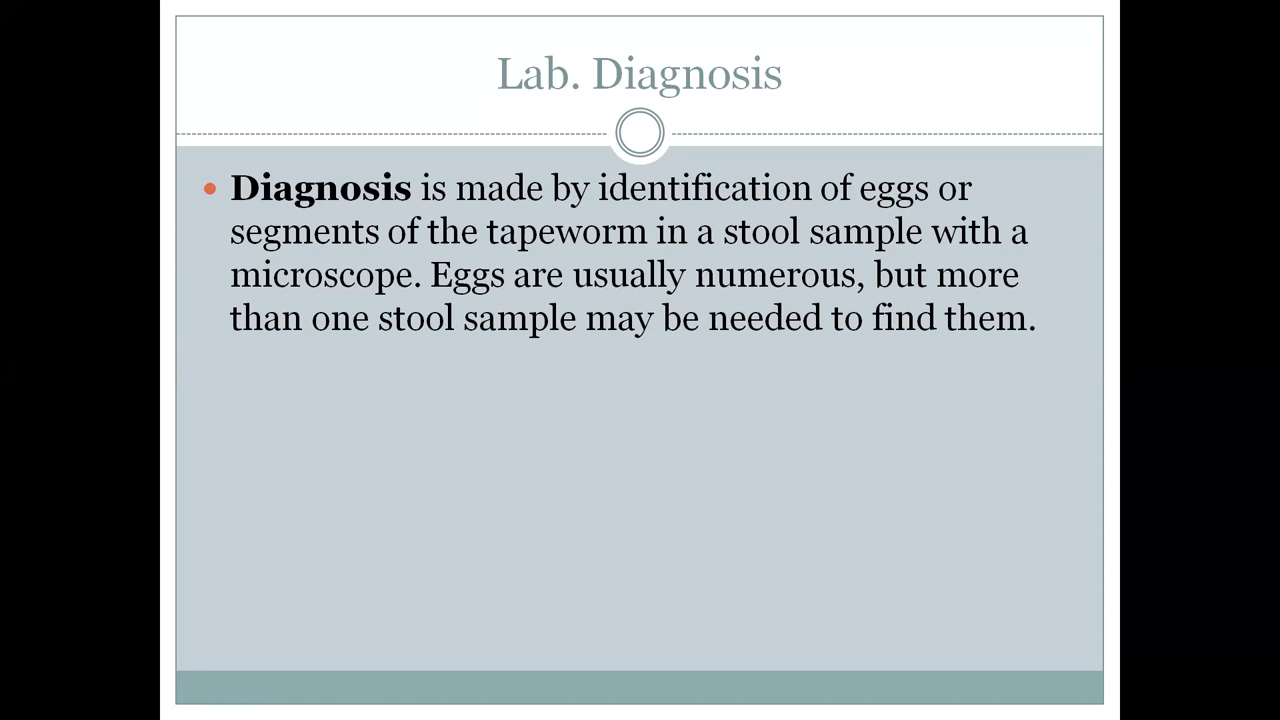 Lab. Diagnosis
Diagnosis is made by identification of eggs or
segments of the tapeworm in a stool sample with a
microscope. Eggs are usually numerous, but more
than one stool sample may be needed to find them.